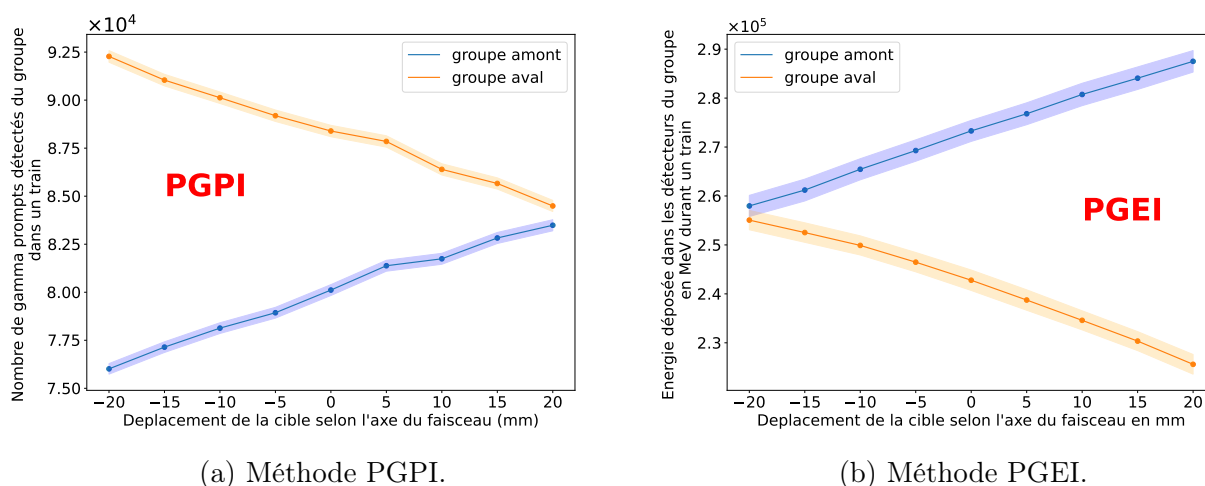 ×10⁴
Nombre de gamma prompts détectés du groupe
dans un train
9.25
9.00
8.75
8.50
8.25
8.00
7.75
7.50
groupe amont
groupe aval
PGPI
−20 −15 −10 −5 0 5 10 15 20
Deplacement de la cible selon l'axe du faisceau (mm)
(a) Méthode PGPI.
×10⁵
Energie déposée dans les détecteurs du groupe
en MeV durant un train
2.9
2.8
2.7
2.6
2.5
2.4
2.3
groupe amont
groupe aval
PGEI
−20 −15 −10 −5 0 5 10 15 20
Deplacement de la cible selon l'axe du faisceau en mm
(b) Méthode PGEI.